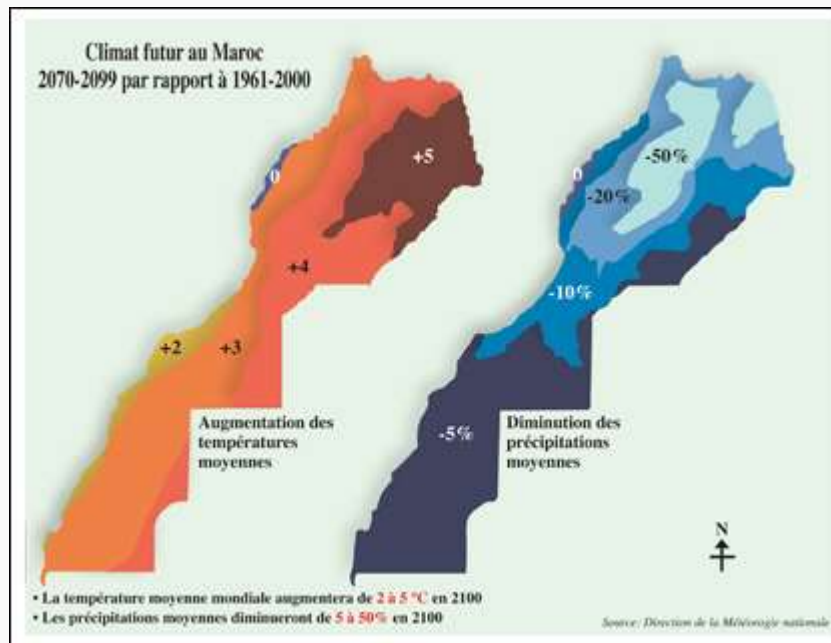 Climat futur au Maroc
2070-2099 par rapport à 1961-2000
0
+5
+4
+2
+3
Augmentation des
températures
moyennes
0
-50%
-20%
-10%
-5%
Diminution des
précipitations
moyennes
N
• La température moyenne mondiale augmentera de 2 à 5 °C en 2100
• Les précipitations moyennes diminueront de 5 à 50% en 2100
Source: Direction de la Météorogie nationale